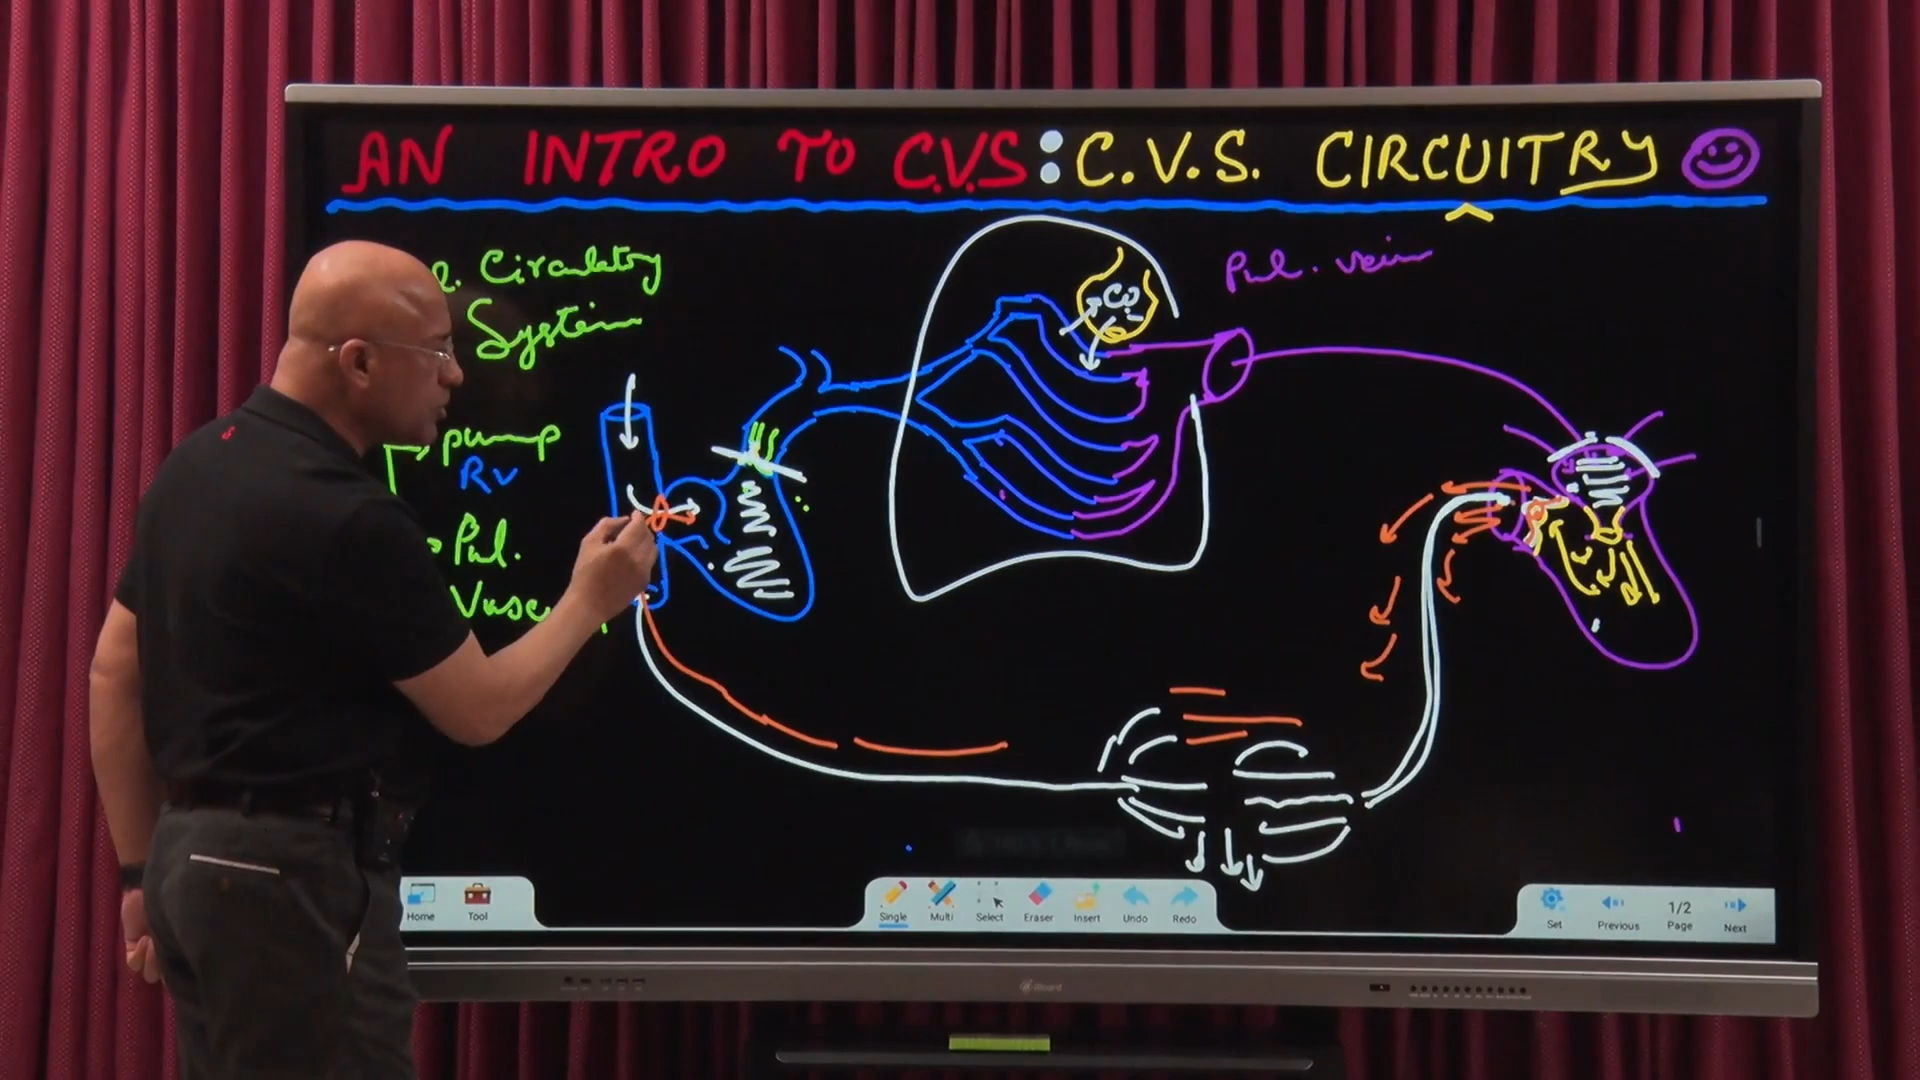 AN INTRO TO C.V.S : C.V.S. CIRCUITRY
l. Circulatory
System
pump
RV
Pul.
Vasc
Pul. vein
Home
Tool
Single
Multi
Select
Eraser
Insert
Undo
Redo
Set
Previous
1/2
Page
Next